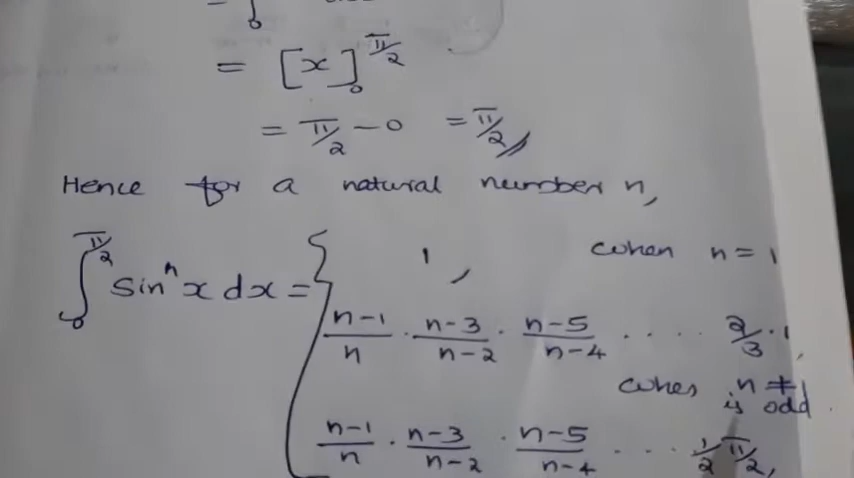 = [x]₀^π/2
= π/2 - 0 = π/2,,
Hence for a natural number n,
∫₀^π/2 sinⁿ x dx = { 1, when n = 1
n-1/n · n-3/n-2 · n-5/n-4 · · · · 2/3 · 1,
when n ≠ 1
is odd.
n-1/n · n-3/n-2 · n-5/n-4 · · · 1/2 π/2,